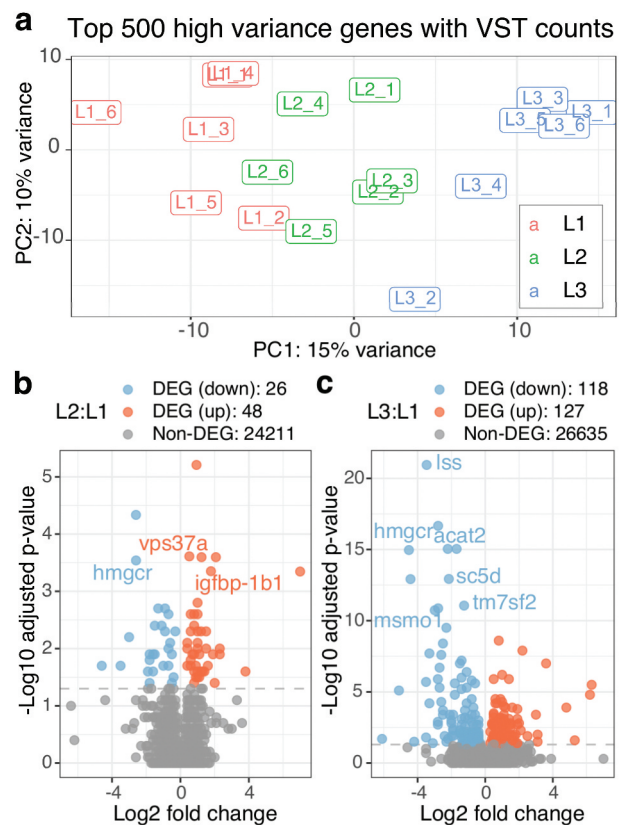 a Top 500 high variance genes with VST counts
PC2: 10% variance
10
0
-10
L1_6
L1_1
L1_4
L1_3
L1_5
L1_2
L2_4
L2_1
L2_6
L2_3
L2_2
L2_5
L3_3
L3_1
L3_5
L3_6
L3_4
L3_2
a L1
a L2
a L3
-10 0 10
PC1: 15% variance
b
L2:L1
DEG (down): 26
DEG (up): 48
Non-DEG: 24211
-Log10 adjusted p-value
5
4
3
2
1
0
vps37a
hmgcr
igfbp-1b1
-4 0 4
Log2 fold change
c
L3:L1
DEG (down): 118
DEG (up): 127
Non-DEG: 26635
-Log10 adjusted p-value
20
15
10
5
0
lss
hmgcr
acat2
sc5d
tm7sf2
msmo1
-4 0 4
Log2 fold change